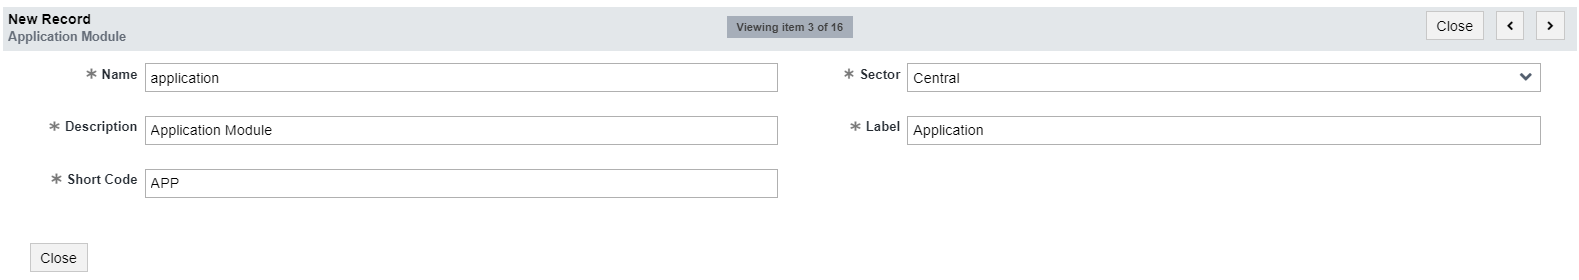 New Record
Application Module
Viewing item 3 of 16
Close
< >
* Name application
* Sector Central
* Description Application Module
* Label Application
* Short Code APP
Close